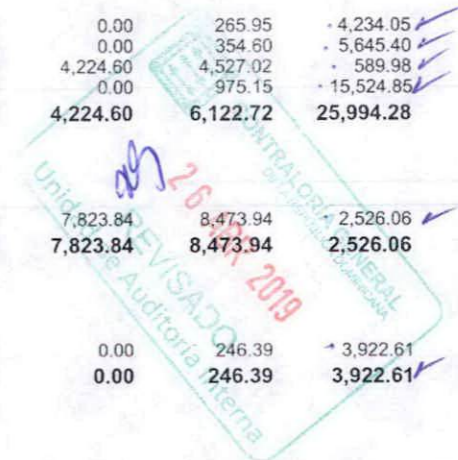 0.00 265.95 4,234.05
0.00 354.60 5,645.40
4,224.60 4,527.02 589.98
0.00 975.15 15,524.85
4,224.60 6,122.72 25,994.28
CONTRALORIA GENERAL
26 APR 2019
REVISADO
Unidad de Auditoría Interna
7,823.84 8,473.94 2,526.06
7,823.84 8,473.94 2,526.06
0.00 246.39 3,922.61
0.00 246.39 3,922.61